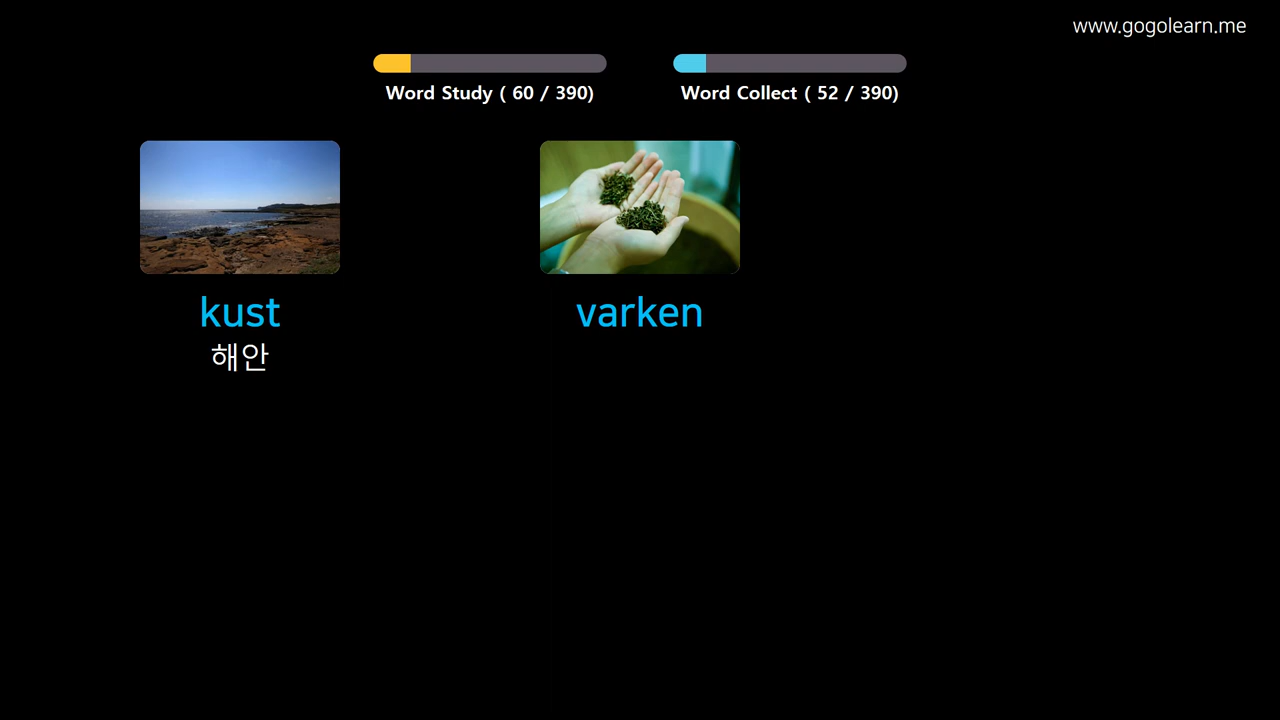 www.gogolearn.me
Word Study ( 60 / 390)
Word Collect ( 52 / 390)
kust
해안
varken